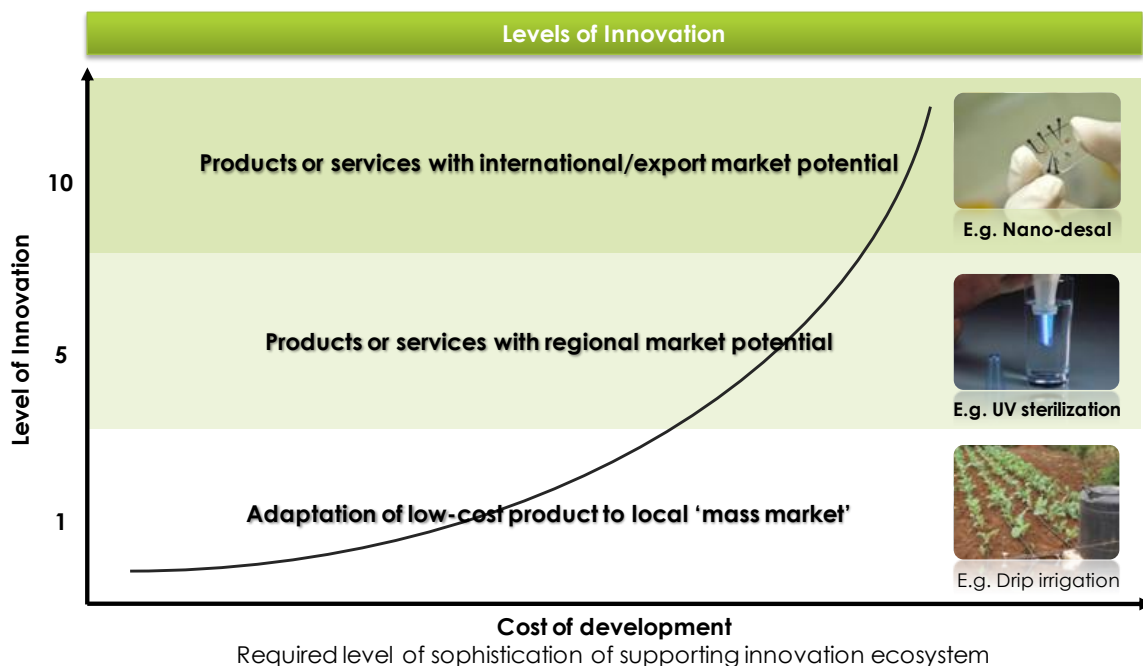 Levels of Innovation
Products or services with international/export market potential
10
E.g. Nano-desal
Level of Innovation
Products or services with regional market potential
5
E.g. UV sterilization
Adaptation of low-cost product to local ‘mass market’
1
E.g. Drip irrigation
Cost of development
Required level of sophistication of supporting innovation ecosystem